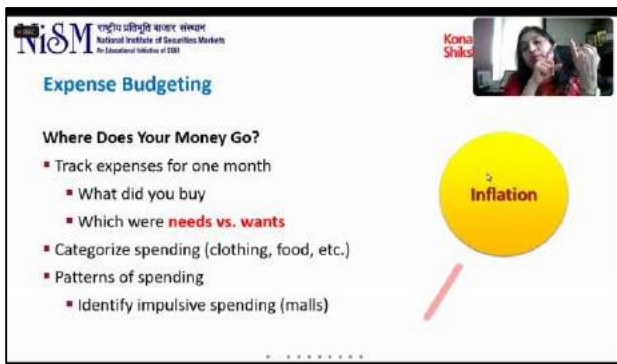 NISM
राष्ट्रीय प्रतिभूति बाजार संस्थान
National Institute of Securities Markets
An Educational Initiative of SEBI
Kona
Shiksh
Expense Budgeting
Where Does Your Money Go?
▪ Track expenses for one month
▪ What did you buy
▪ Which were needs vs. wants
▪ Categorize spending (clothing, food, etc.)
▪ Patterns of spending
▪ Identify impulsive spending (malls)
Inflation